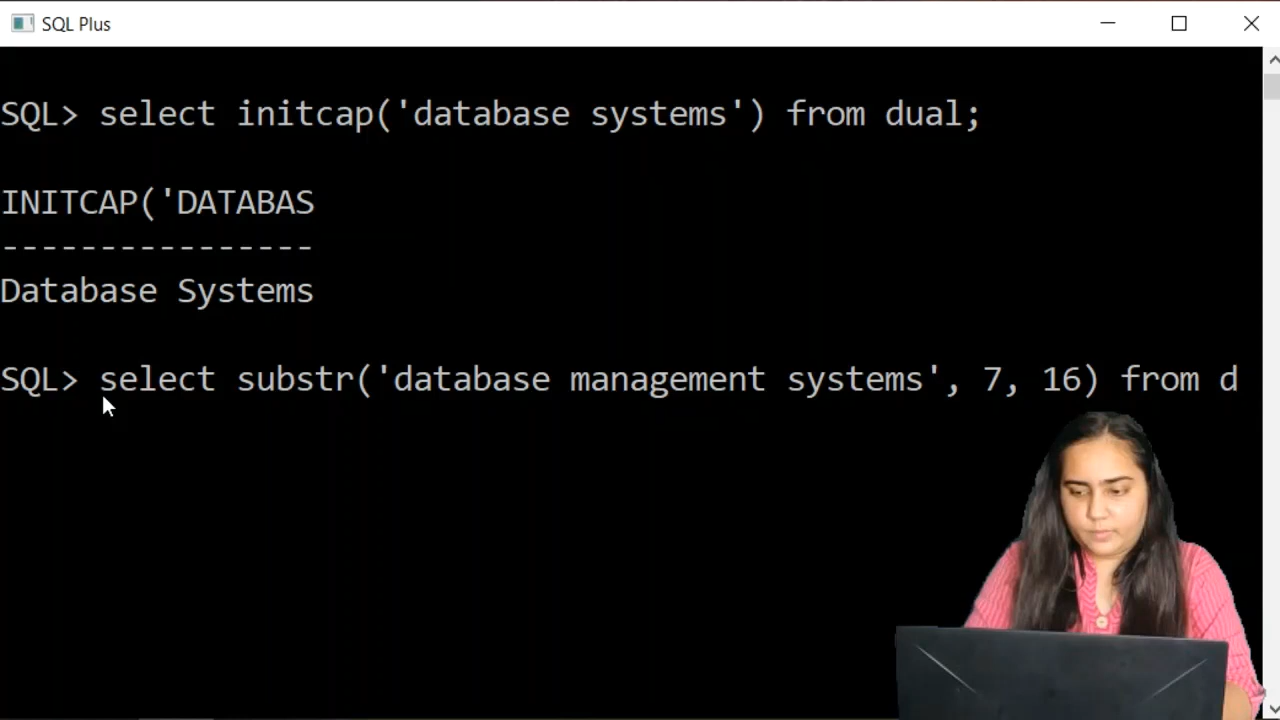 SQL Plus
SQL> select initcap('database systems') from dual;
INITCAP('DATABAS
----------------
Database Systems
SQL> select substr('database management systems', 7, 16) from d